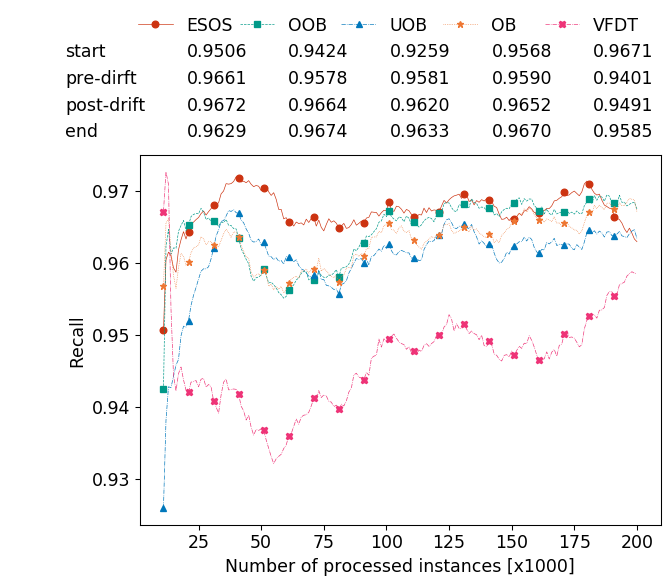 ESOS OOB UOB OB VFDT
start 0.9506 0.9424 0.9259 0.9568 0.9671
pre-dirft 0.9661 0.9578 0.9581 0.9590 0.9401
post-drift 0.9672 0.9664 0.9620 0.9652 0.9491
end 0.9629 0.9674 0.9633 0.9670 0.9585
0.97
0.96
0.95
0.94
0.93
Recall
25 50 75 100 125 150 175 200
Number of processed instances [x1000]